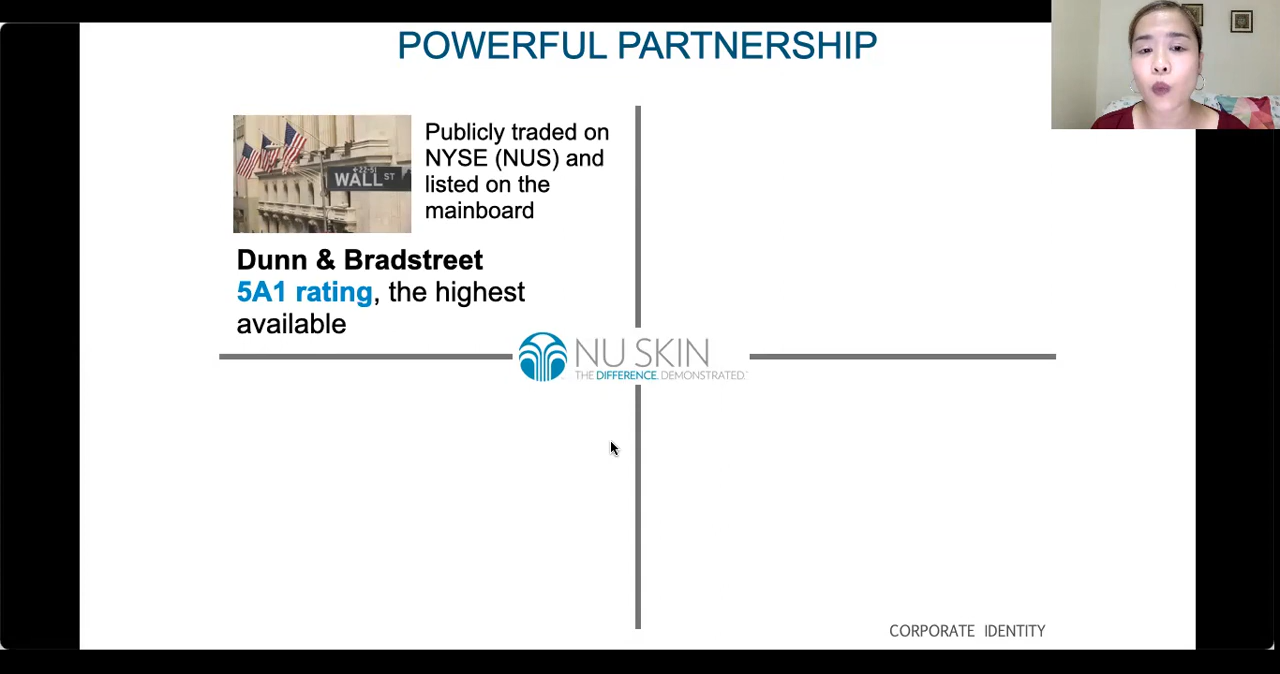 POWERFUL PARTNERSHIP
WALL ST
Publicly traded on
NYSE (NUS) and
listed on the
mainboard
Dunn & Bradstreet
5A1 rating, the highest
available
NU SKIN
THE DIFFERENCE. DEMONSTRATED.™
CORPORATE IDENTITY